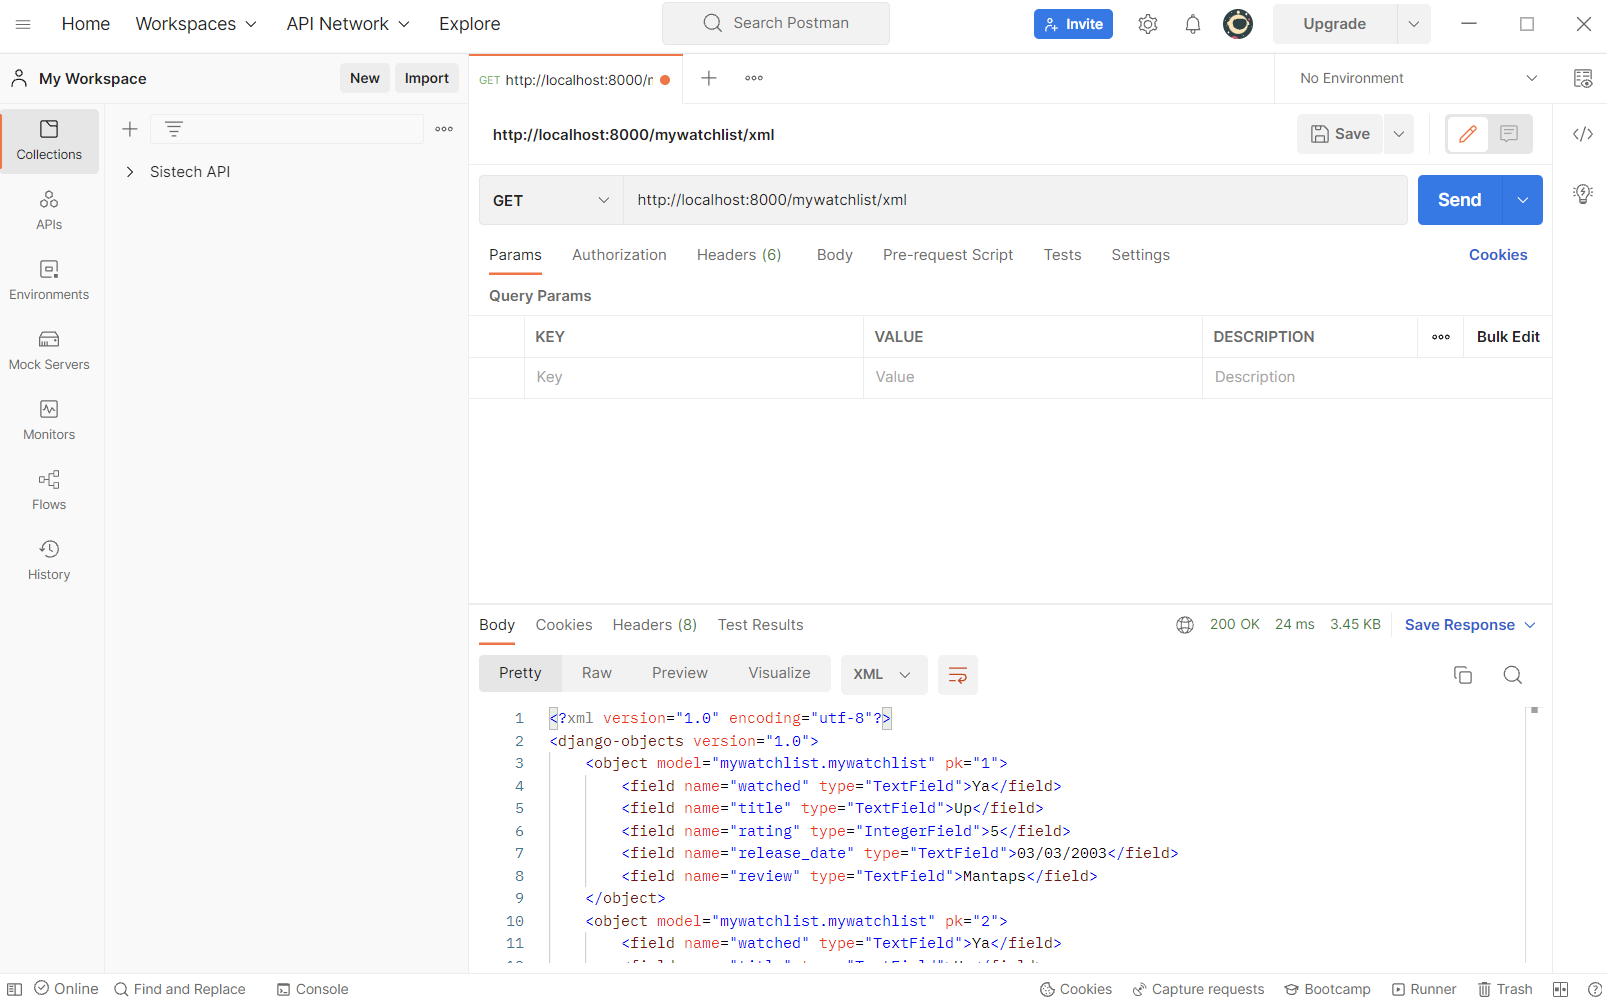 Home Workspaces API Network Explore Search Postman Invite Upgrade
My Workspace New Import GET http://localhost:8000/m No Environment
Collections
APIs
Environments
Mock Servers
Monitors
Flows
History
Sistech API
http://localhost:8000/mywatchlist/xml Save
GET http://localhost:8000/mywatchlist/xml Send
Params Authorization Headers (6) Body Pre-request Script Tests Settings Cookies
Query Params
KEY VALUE DESCRIPTION Bulk Edit
Key Value Description
Body Cookies Headers (8) Test Results 200 OK 24 ms 3.45 KB Save Response
Pretty Raw Preview Visualize XML
1 <?xml version="1.0" encoding="utf-8"?>
2 <django-objects version="1.0">
3 <object model="mywatchlist.mywatchlist" pk="1">
4 <field name="watched" type="TextField">Ya</field>
5 <field name="title" type="TextField">Up</field>
6 <field name="rating" type="IntegerField">5</field>
7 <field name="release_date" type="TextField">03/03/2003</field>
8 <field name="review" type="TextField">Mantaps</field>
9 </object>
10 <object model="mywatchlist.mywatchlist" pk="2">
11 <field name="watched" type="TextField">Ya</field>
Online Find and Replace Console Cookies Capture requests Bootcamp Runner Trash